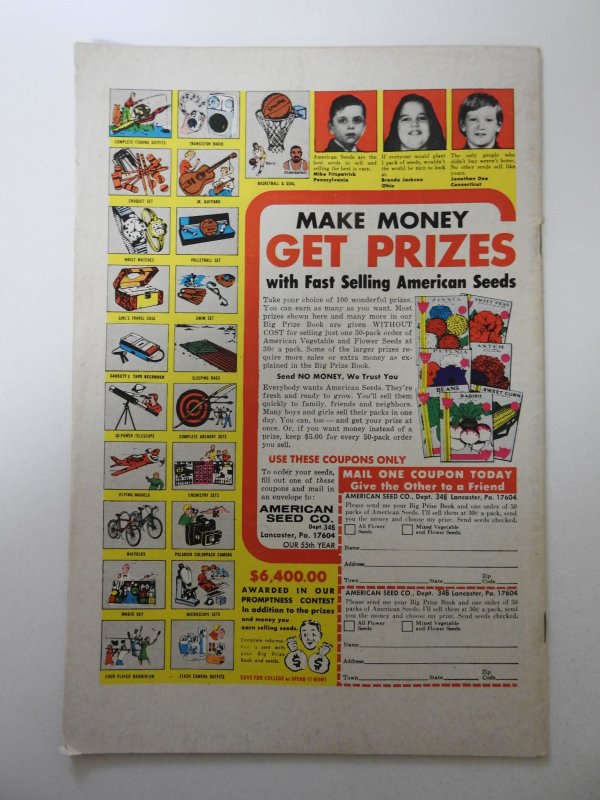 COMPLETE FISHING OUTFITS
TRANSISTOR RADIO
BASKETBALL & GOAL
American Seeds are the
best seeds to sell and
selling the best is easy.
Mike Fitzpatrick
Pennsylvania
If everyone would plant
1 pack of seeds, wouldn't
the world be nice to look
at.
Brenda Jackson
Ohio
The only people who
didn't buy weren't home.
No other seeds sell like
yours.
Jonathan Dee
Connecticut
CROQUET SET
JR. GUITARS
WRIST WATCHES
VOLLEYBALL SET
GIRL'S TRAVEL CASE
SWIM SET
CASSETTE TAPE RECORDER
SLEEPING BAGS
30 POWER TELESCOPE
COMPLETE ARCHERY SETS
FLYING MODELS
CHEMISTRY SETS
BICYCLES
POLAROID COLORPACK CAMERA
MAGIC SET
MICROSCOPE SETS
FOUR PLAYER BADMINTON
FLASH CAMERA OUTFITS
MAKE MONEY
GET PRIZES
with Fast Selling American Seeds
Take your choice of 100 wonderful prizes.
You can earn as many as you want. Most
prizes shown here and many more in our
Big Prize Book are given WITHOUT
COST for selling just one 50-pack order of
American Vegetable and Flower Seeds at
30¢ a pack. Some of the larger prizes re-
quire more sales or extra money as ex-
plained in the Big Prize Book.
Send NO MONEY, We Trust You
Everybody wants American Seeds. They're
fresh and ready to grow. You'll sell them
quickly to family, friends and neighbors.
Many boys and girls sell their packs in one
day. You can, too — and get your prize at
once. Or, if you want money instead of a
prize, keep $5.00 for every 50-pack order
you sell.
ZINNIA
SWEET PEAS
PETUNIA
ASTER
BEANS
RADISH
SWEET CORN
USE THESE COUPONS ONLY
To order your seeds,
fill out one of these
coupons and mail in
an envelope to:
AMERICAN
SEED CO.
Dept 346
Lancaster, Pa. 17604
OUR 55th YEAR
$6,400.00
AWARDED IN OUR
PROMPTNESS CONTEST
In addition to the prizes
and money you
earn selling seeds.
Complete informa-
tion is sent with
your Big Prize
Book and seeds.
$ $
SAVE FOR COLLEGE or SPEND IT NOW!
MAIL ONE COUPON TODAY
Give the Other to a Friend
AMERICAN SEED CO., Dept. 346 Lancaster, Pa. 17604
Please send me your Big Prize Book and one order of 50
packs of American Seeds. I'll sell them at 30¢ a pack, send
you the money and choose my prize. Send seeds checked.
All Flower
Seeds
Mixed Vegetable
and Flower Seeds
Name
Address
Town State Zip Code
AMERICAN SEED CO., Dept. 346 Lancaster, Pa. 17604
Please send me your Big Prize Book and one order of 50
packs of American Seeds. I'll sell them at 30¢ a pack, send
you the money and choose my prize. Send seeds checked.
All Flower
Seeds
Mixed Vegetable
and Flower Seeds
Name
Address
Town State Zip Code